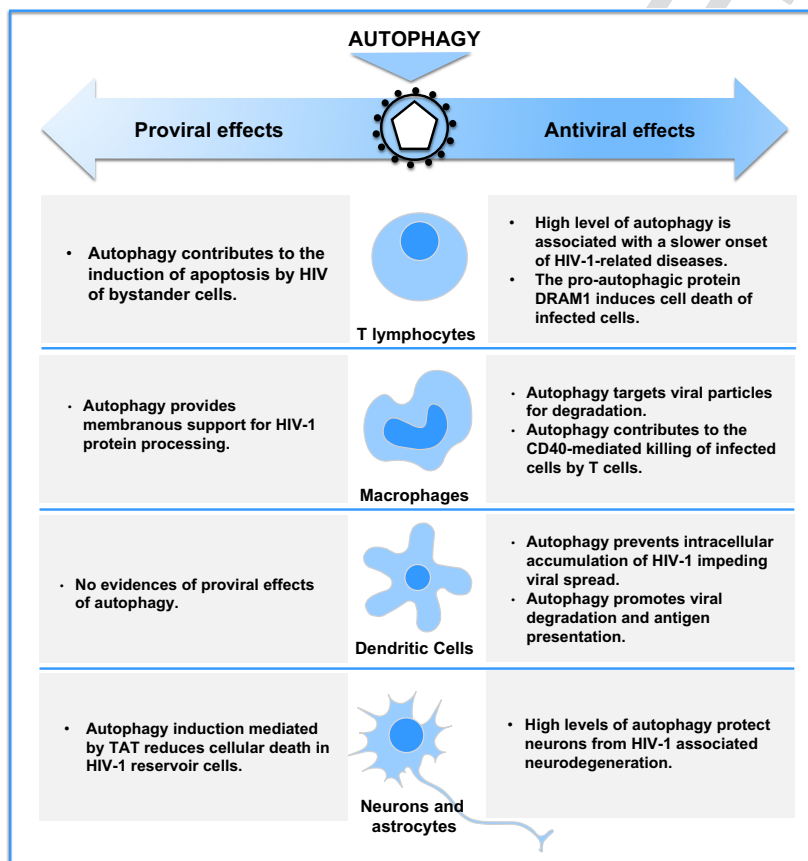 AUTOPHAGY
Proviral effects
Antiviral effects
• Autophagy contributes to the
induction of apoptosis by HIV
of bystander cells.
T lymphocytes
• High level of autophagy is
associated with a slower onset
of HIV-1-related diseases.
• The pro-autophagic protein
DRAM1 induces cell death of
infected cells.
• Autophagy provides
membranous support for HIV-1
protein processing.
Macrophages
• Autophagy targets viral particles
for degradation.
• Autophagy contributes to the
CD40-mediated killing of infected
cells by T cells.
• No evidences of proviral effects
of autophagy.
Dendritic Cells
• Autophagy prevents intracellular
accumulation of HIV-1 impeding
viral spread.
• Autophagy promotes viral
degradation and antigen
presentation.
• Autophagy induction mediated
by TAT reduces cellular death in
HIV-1 reservoir cells.
Neurons and
astrocytes
• High levels of autophagy protect
neurons from HIV-1 associated
neurodegeneration.